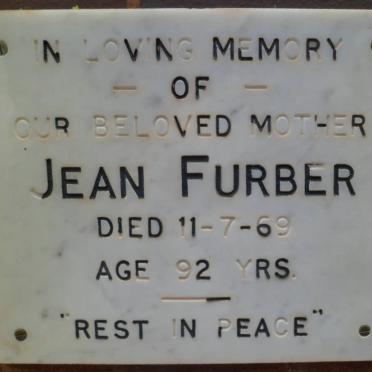 IN LOVING MEMORY
— OF —
OUR BELOVED MOTHER
JEAN FURBER
DIED 11-7-69
AGE 92 YRS.
"REST IN PEACE"